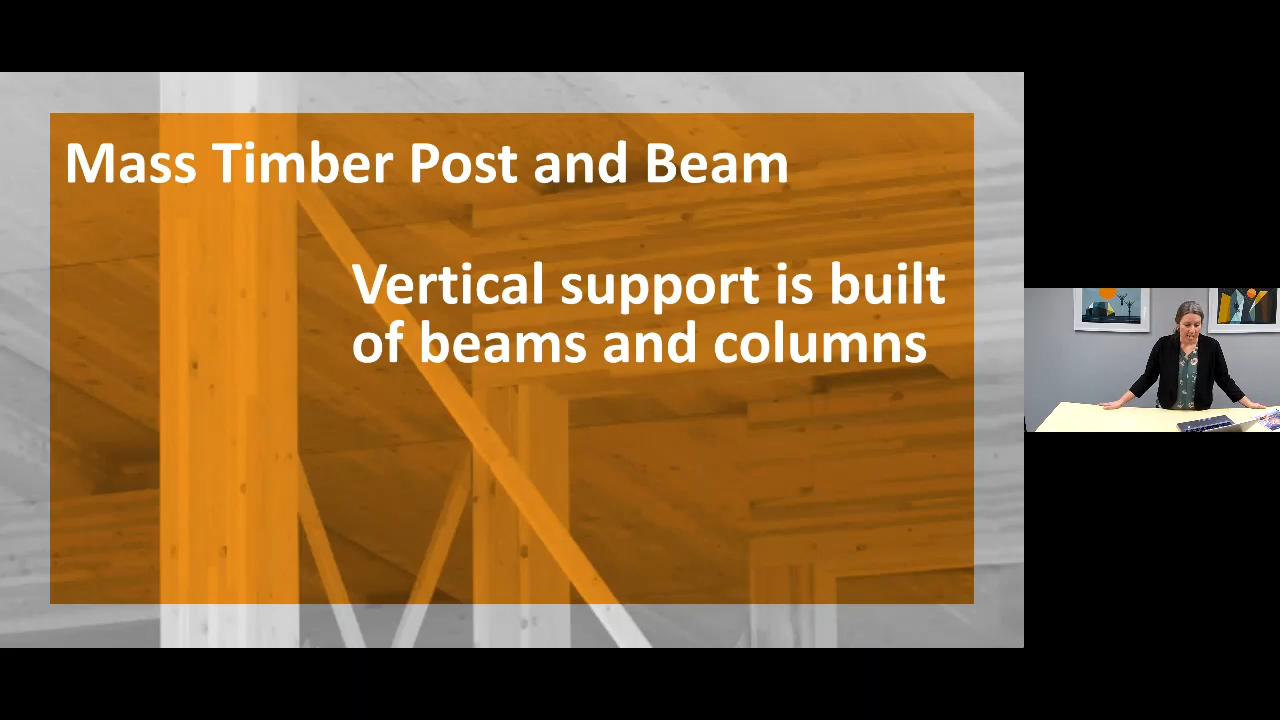 Mass Timber Post and Beam
Vertical support is built
of beams and columns